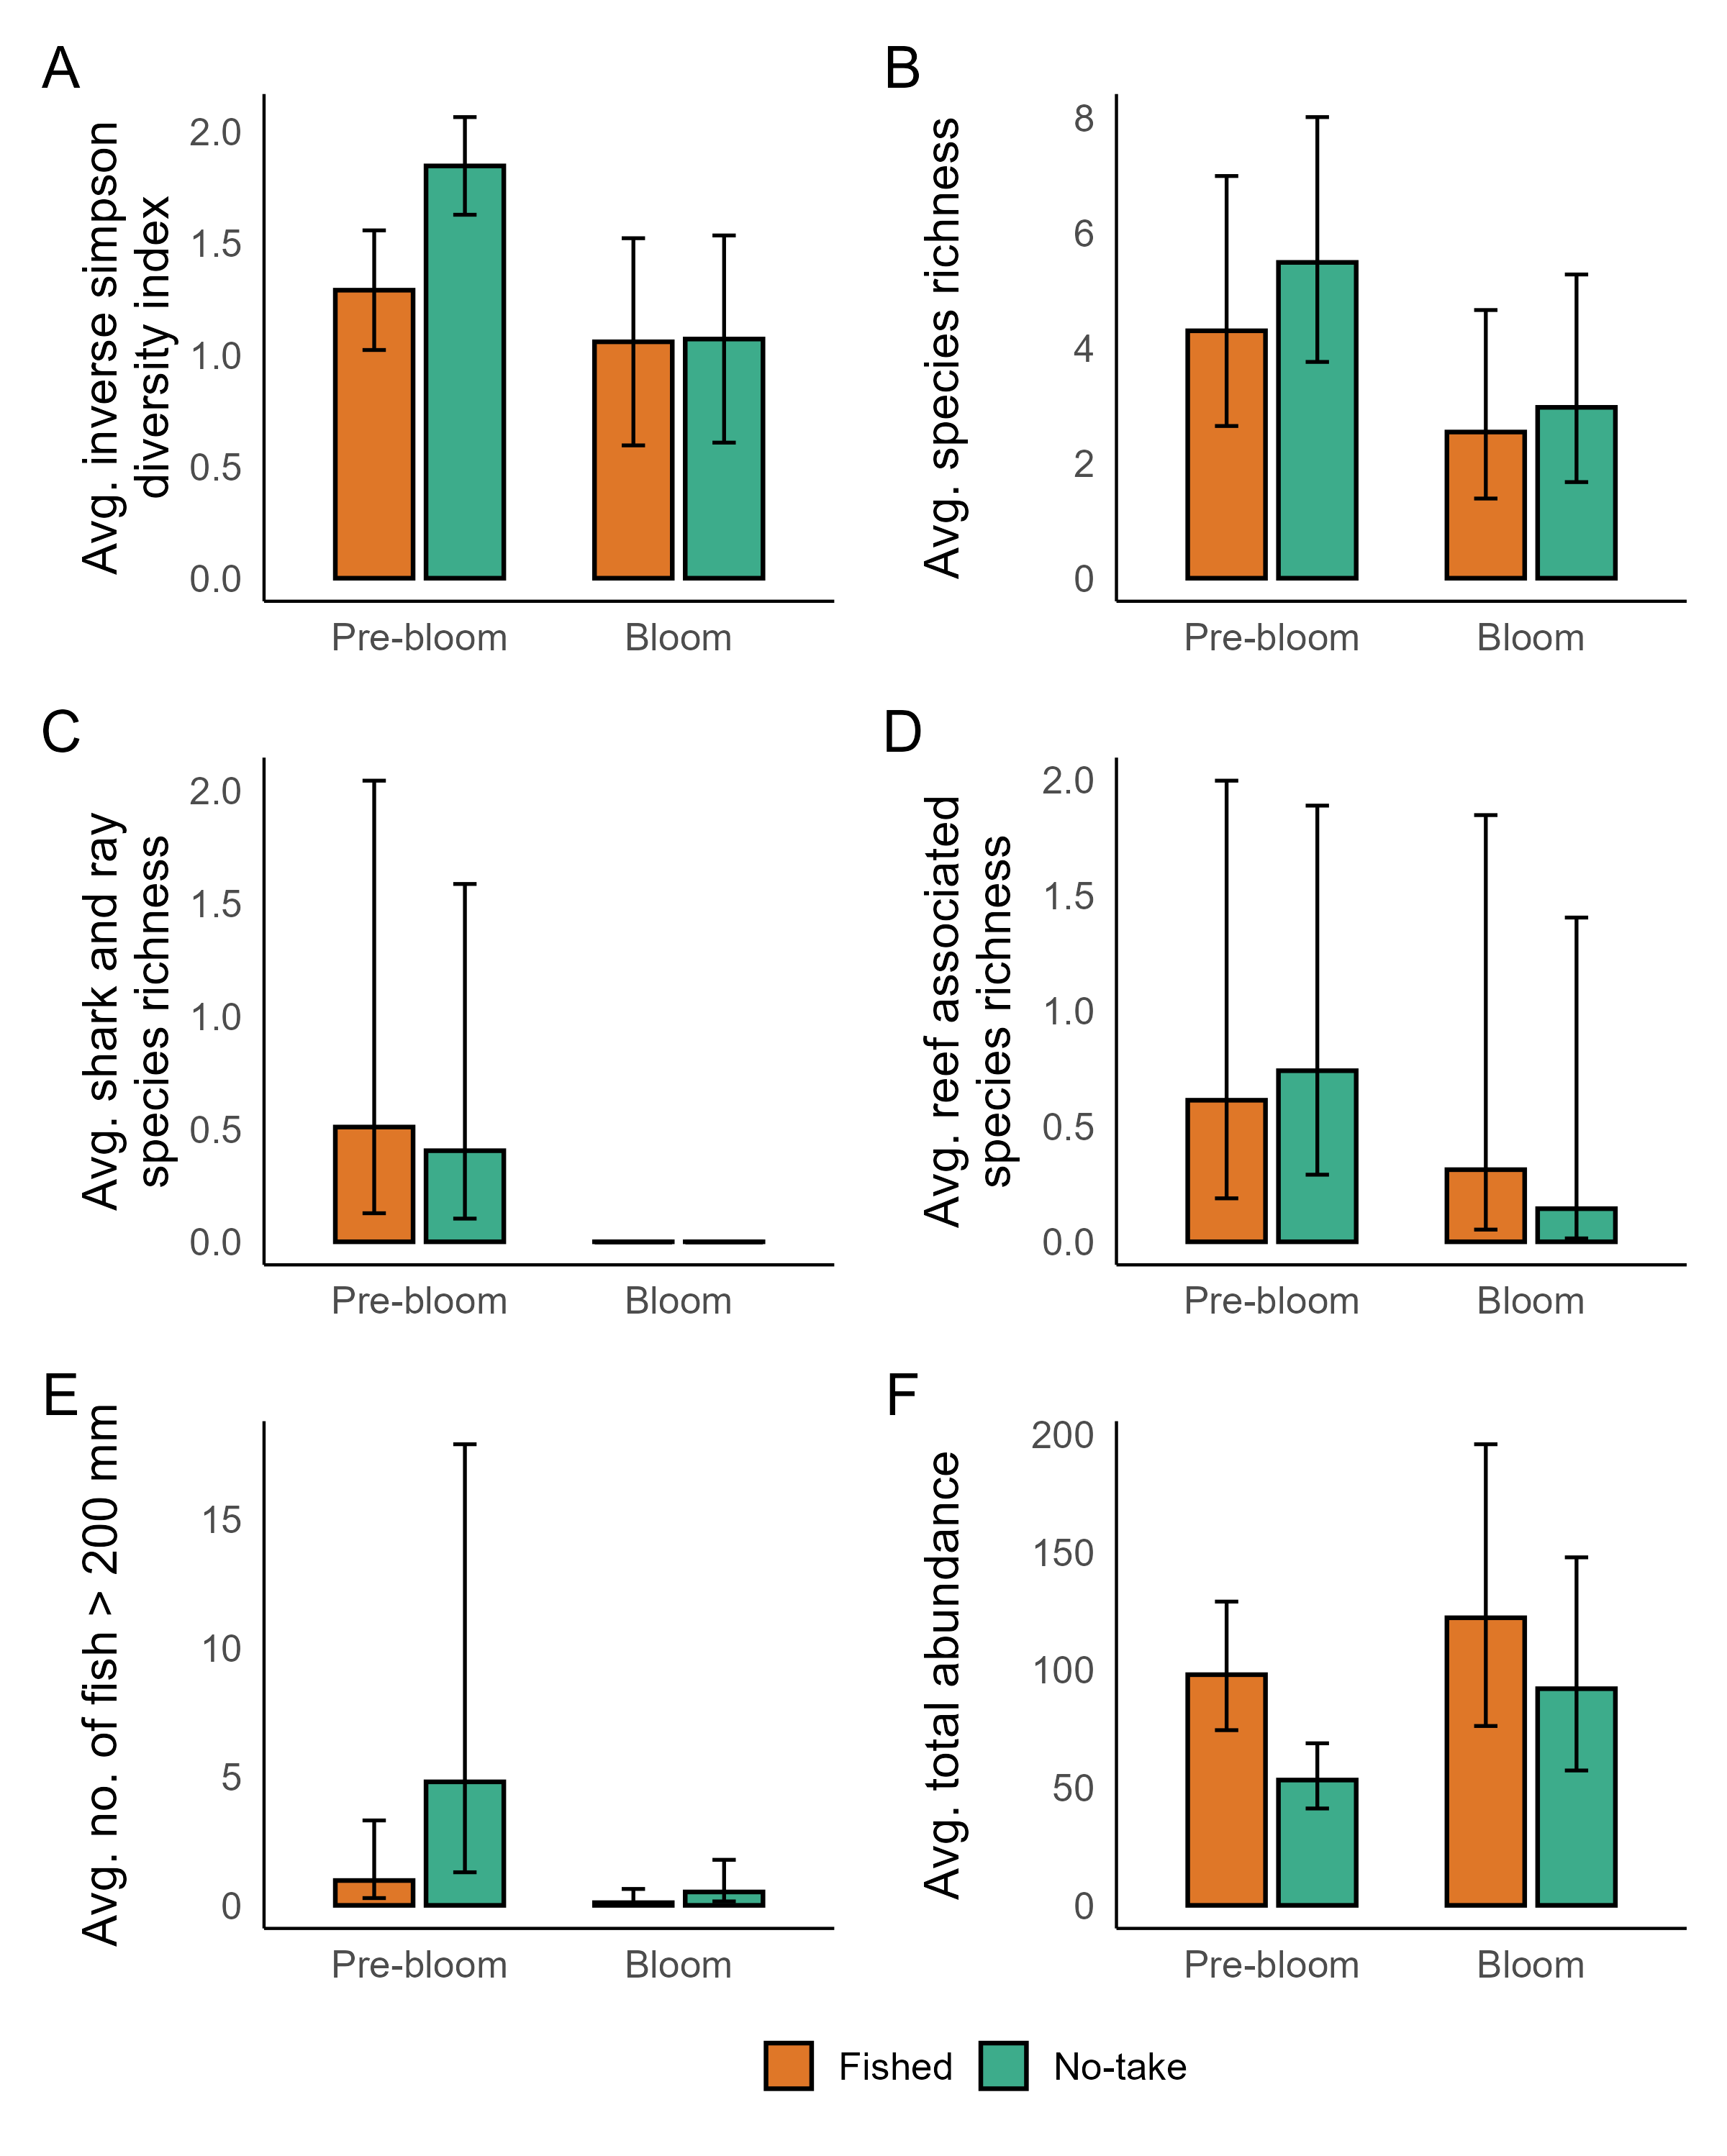 A
Avg. inverse simpson
diversity index
2.0
1.5
1.0
0.5
0.0
Pre-bloom
Bloom
B
Avg. species richness
8
6
4
2
0
Pre-bloom
Bloom
C
Avg. shark and ray
species richness
2.0
1.5
1.0
0.5
0.0
Pre-bloom
Bloom
D
Avg. reef associated
species richness
2.0
1.5
1.0
0.5
0.0
Pre-bloom
Bloom
E
Avg. no. of fish > 200 mm
15
10
5
0
Pre-bloom
Bloom
F
Avg. total abundance
200
150
100
50
0
Pre-bloom
Bloom
Fished
No-take